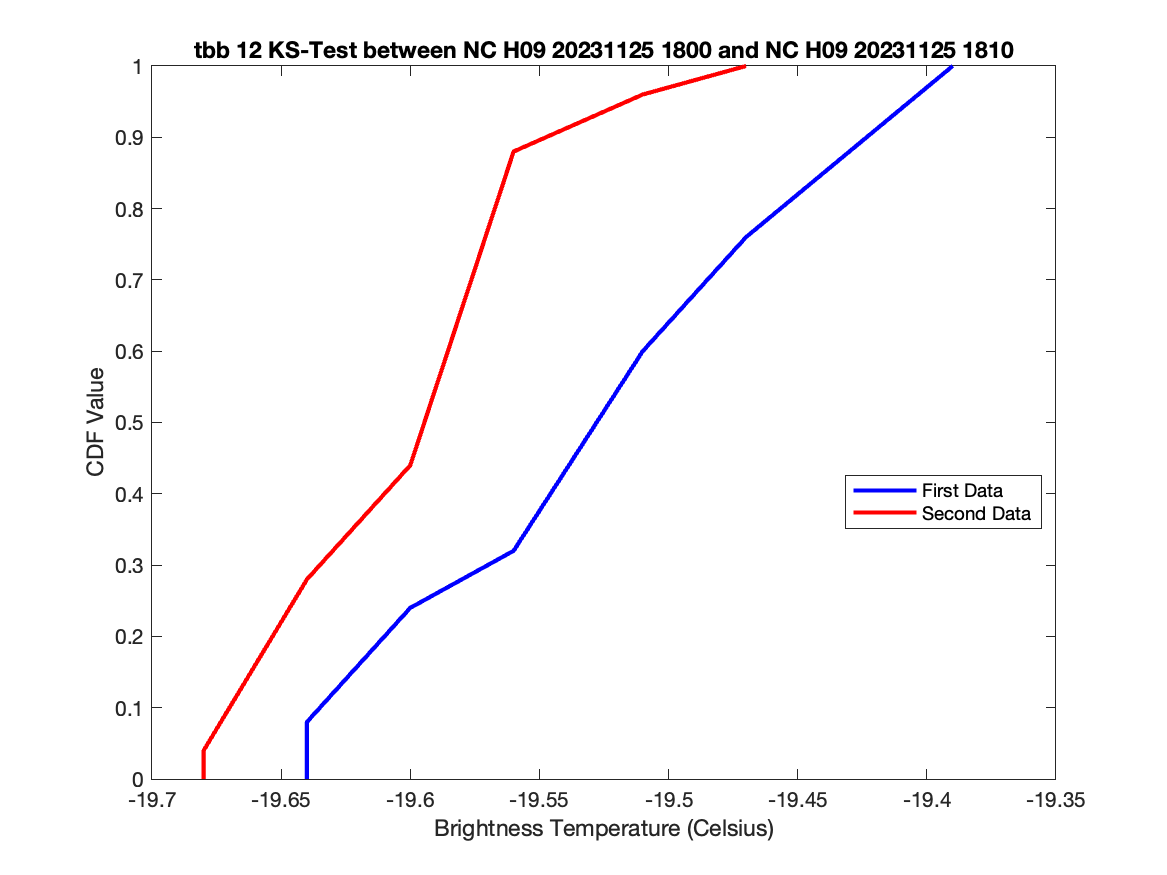 tbb 12 KS-Test between NC H09 20231125 1800 and NC H09 20231125 1810
1
0.9
0.8
0.7
0.6
0.5
0.4
0.3
0.2
0.1
0
CDF Value
First Data
Second Data
-19.7 -19.65 -19.6 -19.55 -19.5 -19.45 -19.4 -19.35
Brightness Temperature (Celsius)